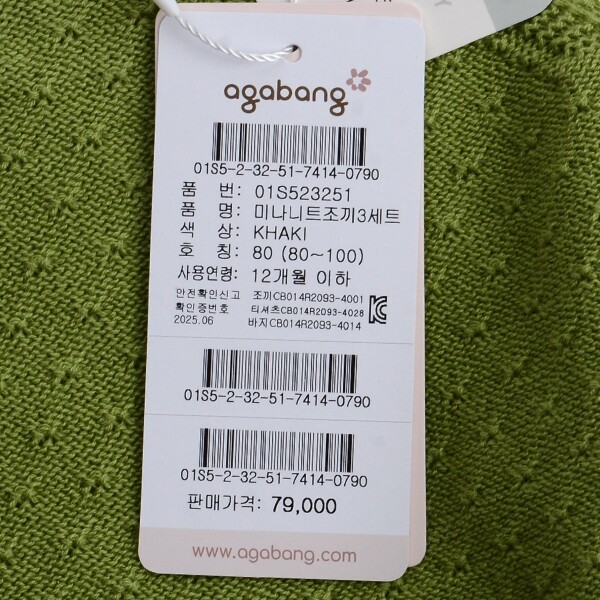 agabang
01S5-2-32-51-7414-0790
품 번: 01S523251
품 명: 미나니트조끼3세트
색 상: KHAKI
호 칭: 80 (80~100)
사용연령: 12개월 이하
안전확인신고 조끼CB014R2093-4001
확인증번호 티셔츠CB014R2093-4028
2025.06 바지CB014R2093-4014
01S5-2-32-51-7414-0790
01S5-2-32-51-7414-0790
판매가격: 79,000
www.agabang.com